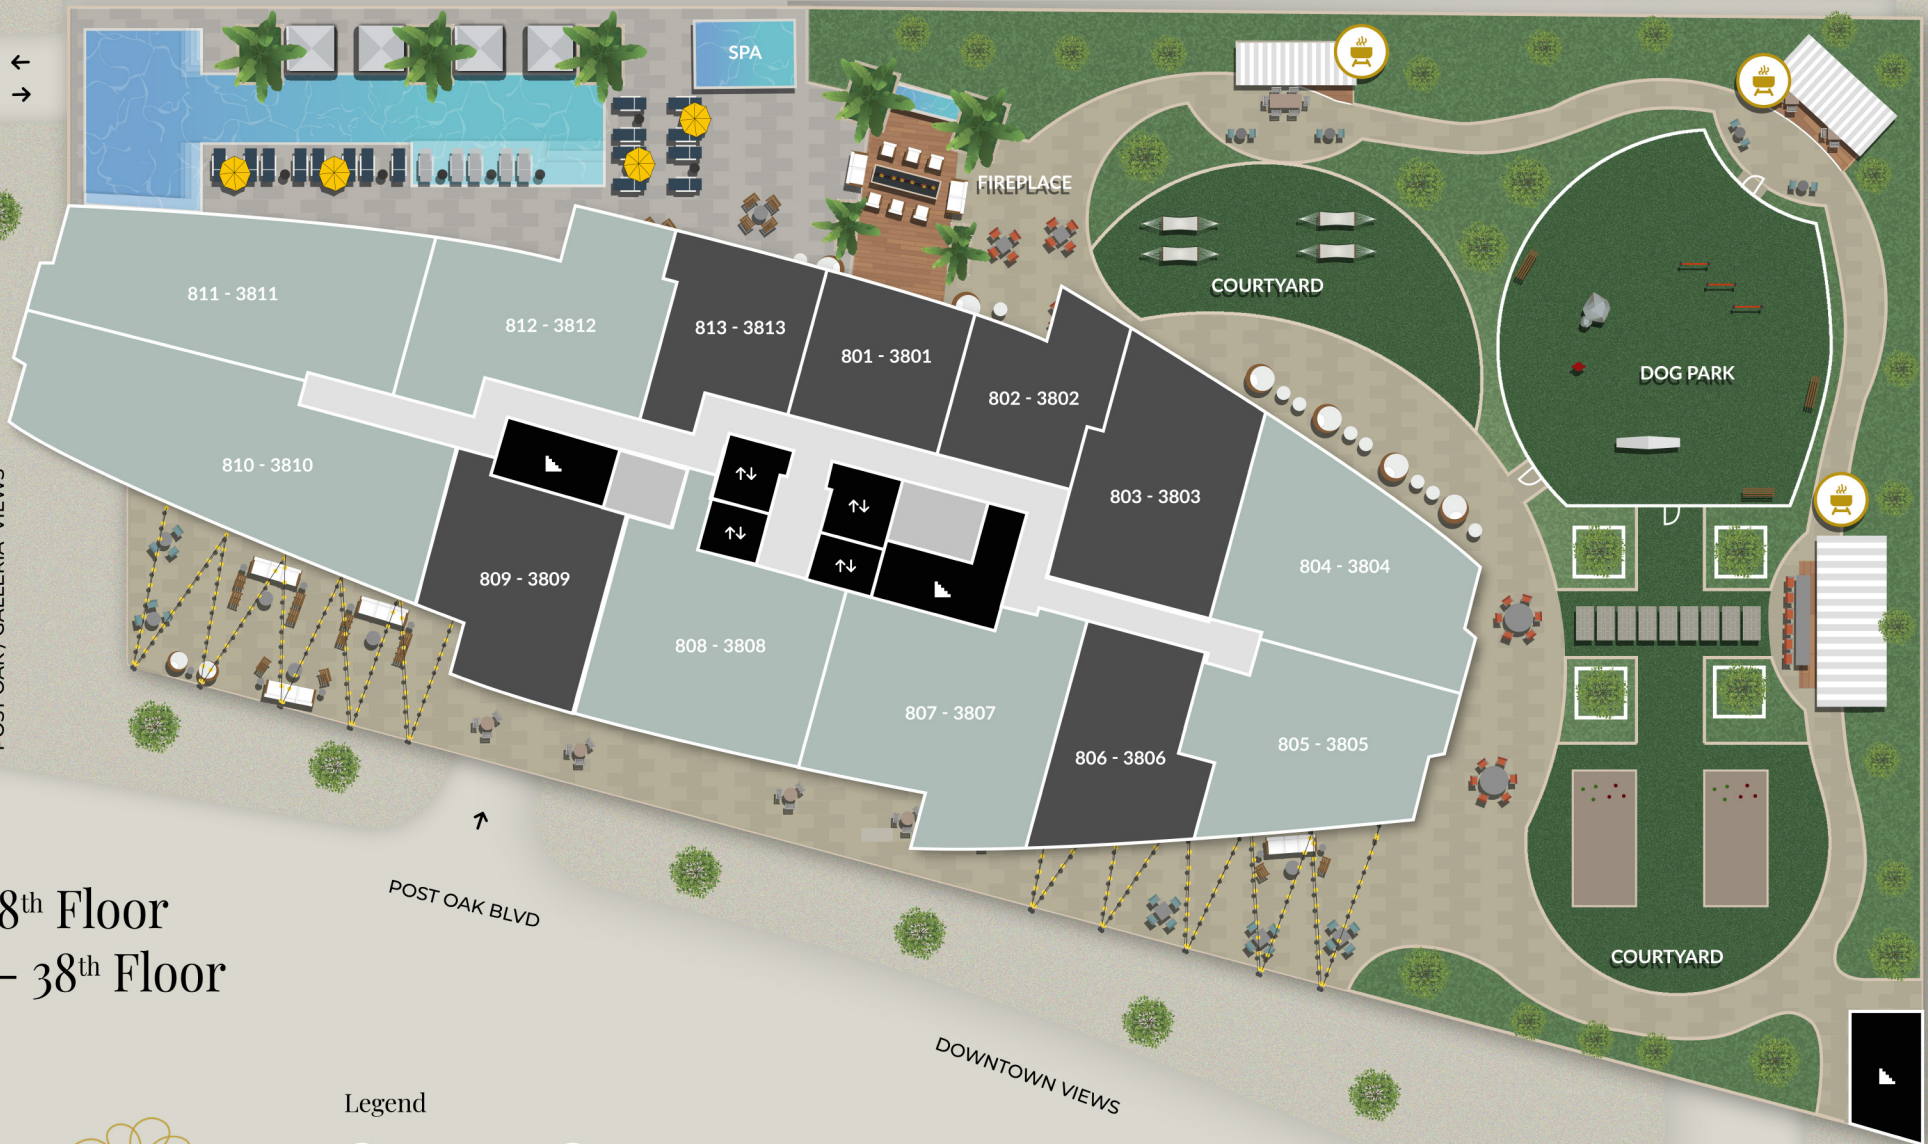 SPA
FIREPLACE
COURTYARD
DOG PARK
811 - 3811
812 - 3812
813 - 3813
801 - 3801
802 - 3802
803 - 3803
804 - 3804
805 - 3805
806 - 3806
807 - 3807
808 - 3808
809 - 3809
810 - 3810
COURTYARD
POST OAK BLVD
DOWNTOWN VIEWS
8th Floor
– 38th Floor
Legend